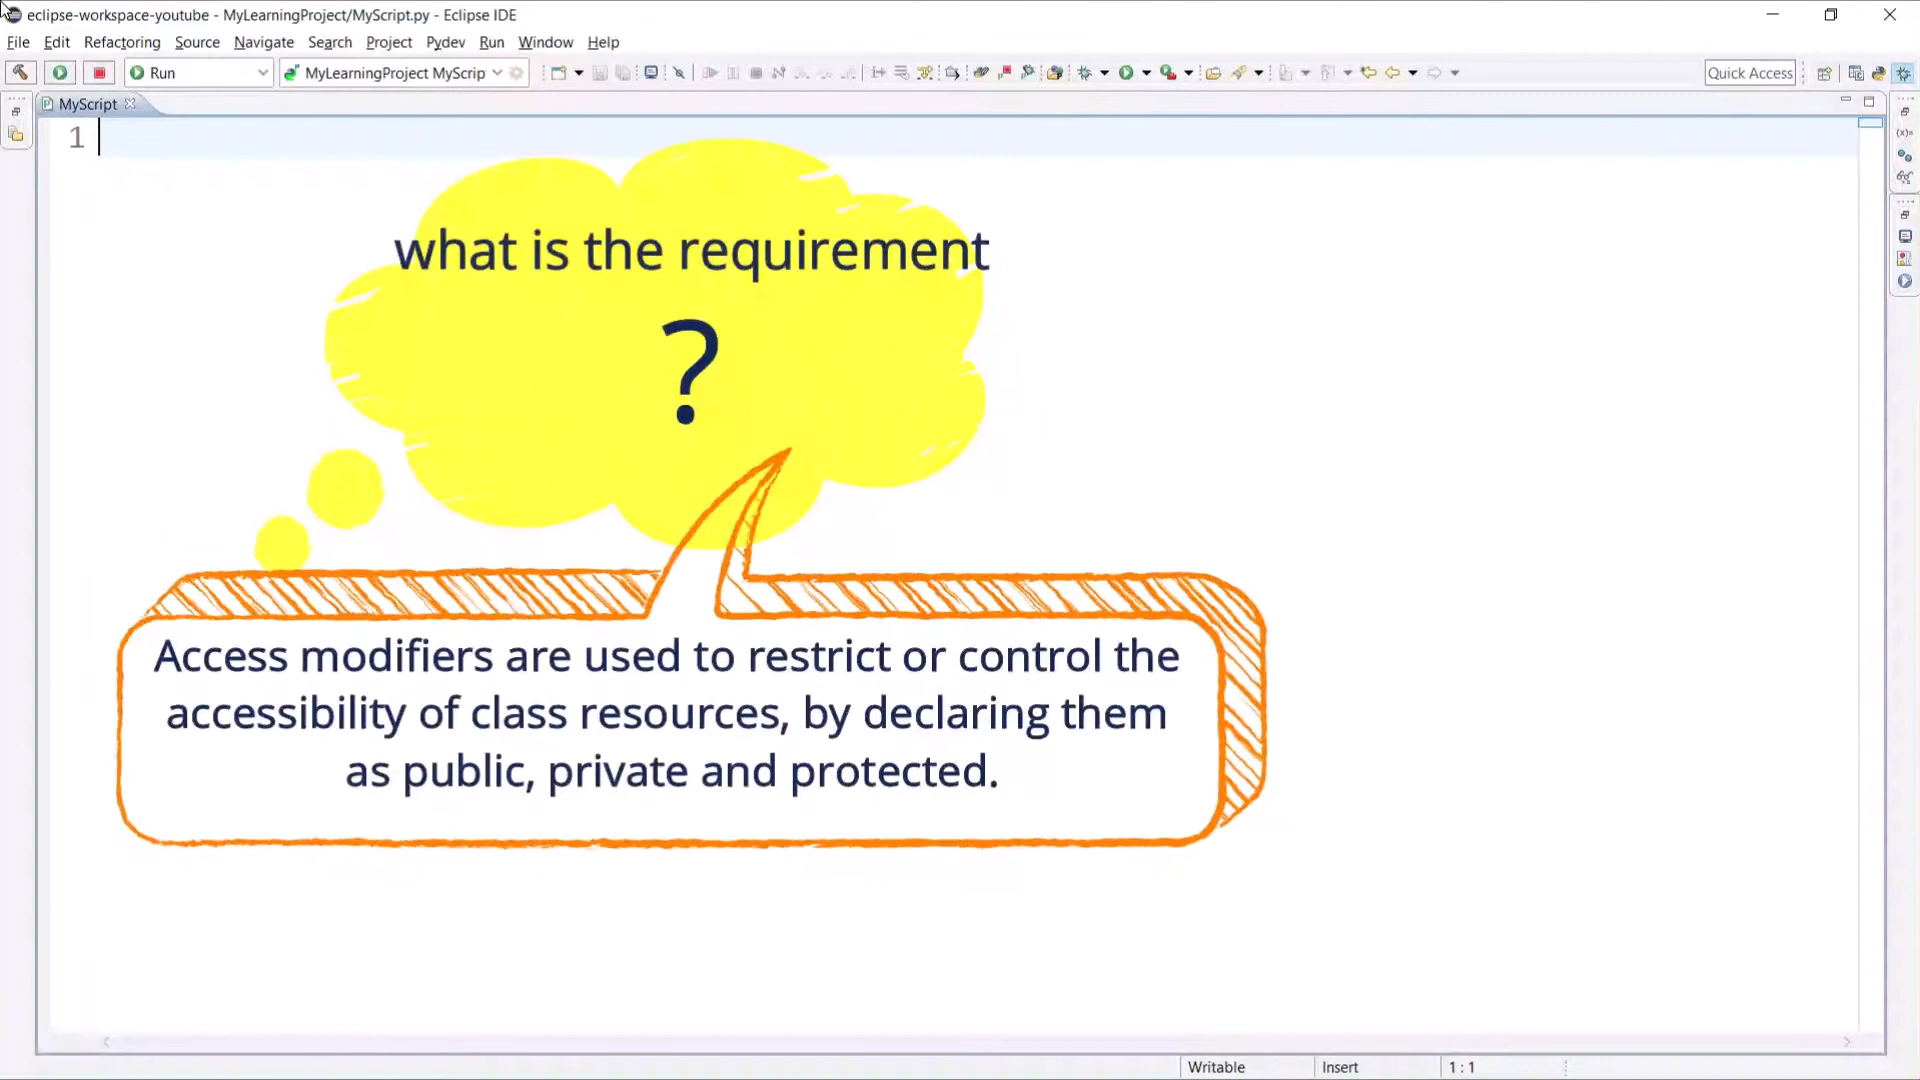 eclipse-workspace-youtube - MyLearningProject/MyScript.py - Eclipse IDE
File Edit Refactoring Source Navigate Search Project Pydev Run Window Help
Run MyLearningProject MyScrip Quick Access
MyScript
1
what is the requirement
?
Access modifiers are used to restrict or control the
accessibility of class resources, by declaring them
as public, private and protected.
Writable Insert 1 : 1